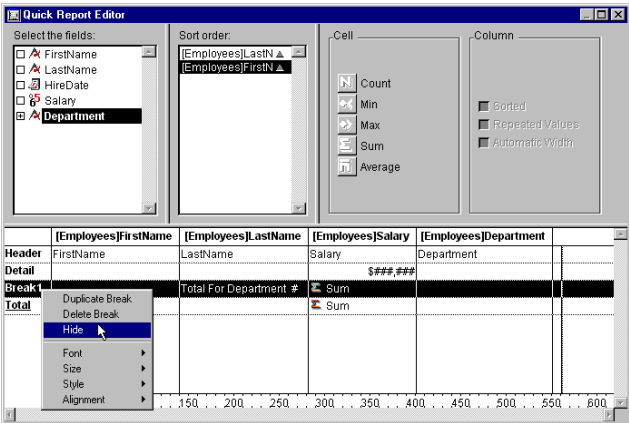 Quick Report Editor
Select the fields:
FirstName
LastName
HireDate
Salary
Department
Sort order:
[Employees]LastN
[Employees]FirstN
Cell
Count
Min
Max
Sum
Average
Column
Sorted
Repeated Values
Automatic Width
[Employees]FirstName [Employees]LastName [Employees]Salary [Employees]Department
Header FirstName LastName Salary Department
Detail $###,###
Break1 Total For Department # Sum
Total Sum
Duplicate Break
Delete Break
Hide
Font
Size
Style
Alignment
150 200 250 300 350 400 450 500 550 600